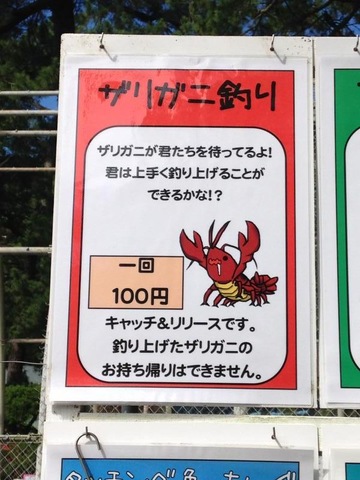 ザリガニ釣り
ザリガニが君たちを待ってるよ!
君は上手く釣り上げることが
できるかな!?
一回
100円
キャッチ&リリースです。
釣り上げたザリガニの
お持ち帰りはできません。